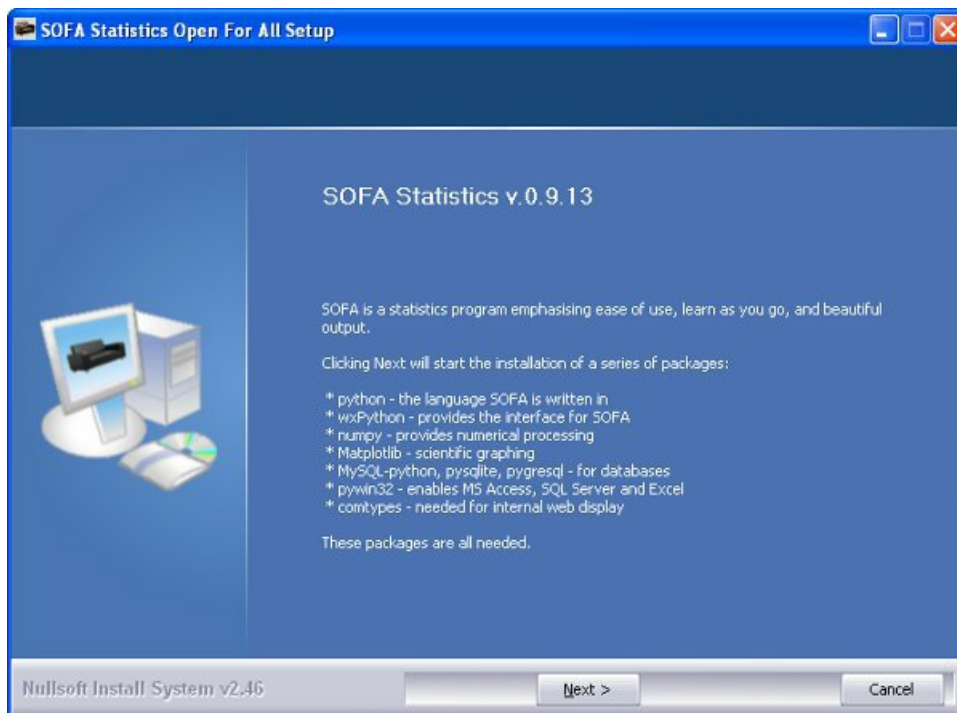 SOFA Statistics Open For All Setup
SOFA Statistics v.0.9.13
SOFA is a statistics program emphasising ease of use, learn as you go, and beautiful
output.
Clicking Next will start the installation of a series of packages:
* python - the language SOFA is written in
* wxPython - provides the interface for SOFA
* numpy - provides numerical processing
* Matplotlib - scientific graphing
* MySQL-python, pysqlite, pygresql - for databases
* pywin32 - enables MS Access, SQL Server and Excel
* comtypes - needed for internal web display
These packages are all needed.
Nullsoft Install System v2.46
Next >
Cancel